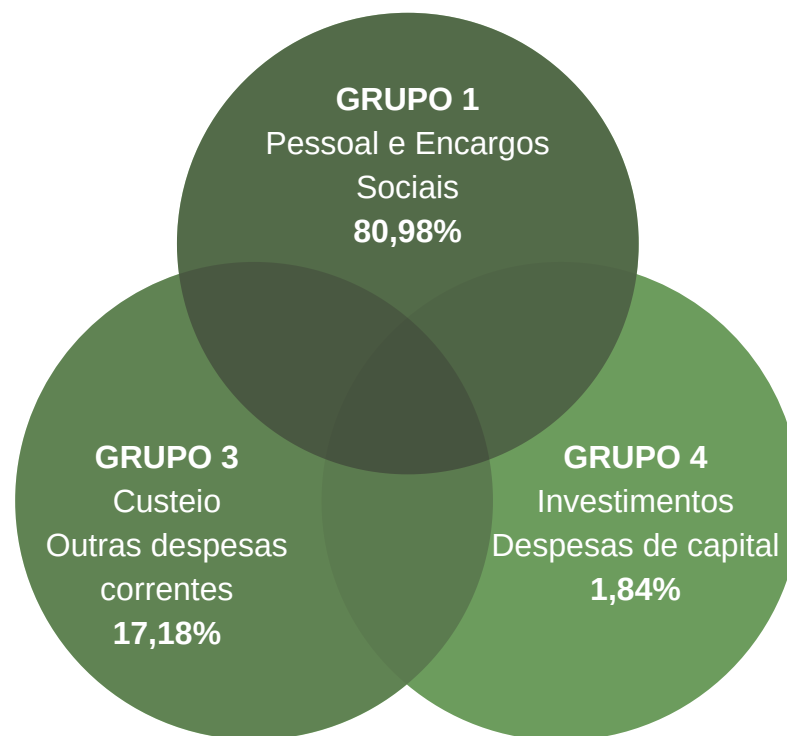 GRUPO 1
Pessoal e Encargos
Sociais
80,98%
GRUPO 3
Custeio
Outras despesas
correntes
17,18%
GRUPO 4
Investimentos
Despesas de capital
1,84%